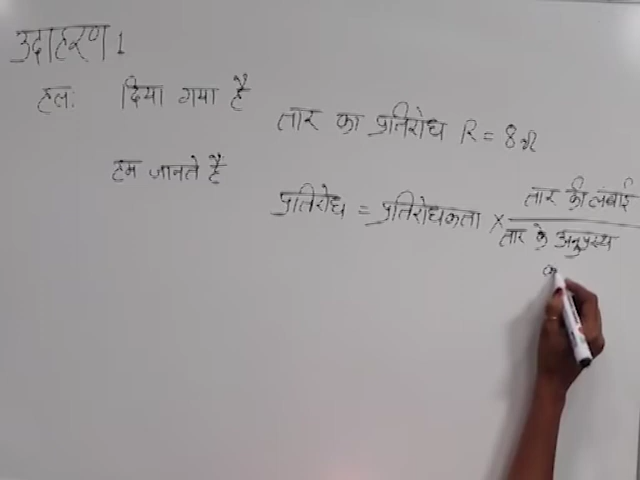 उदाहरण 1
हल: दिया गया है
तार का प्रतिरोध R = 8 Ω
हम जानते है
प्रतिरोध = प्रतिरोधकता × तार की लंबाई
तार के अनुप्रस्थ